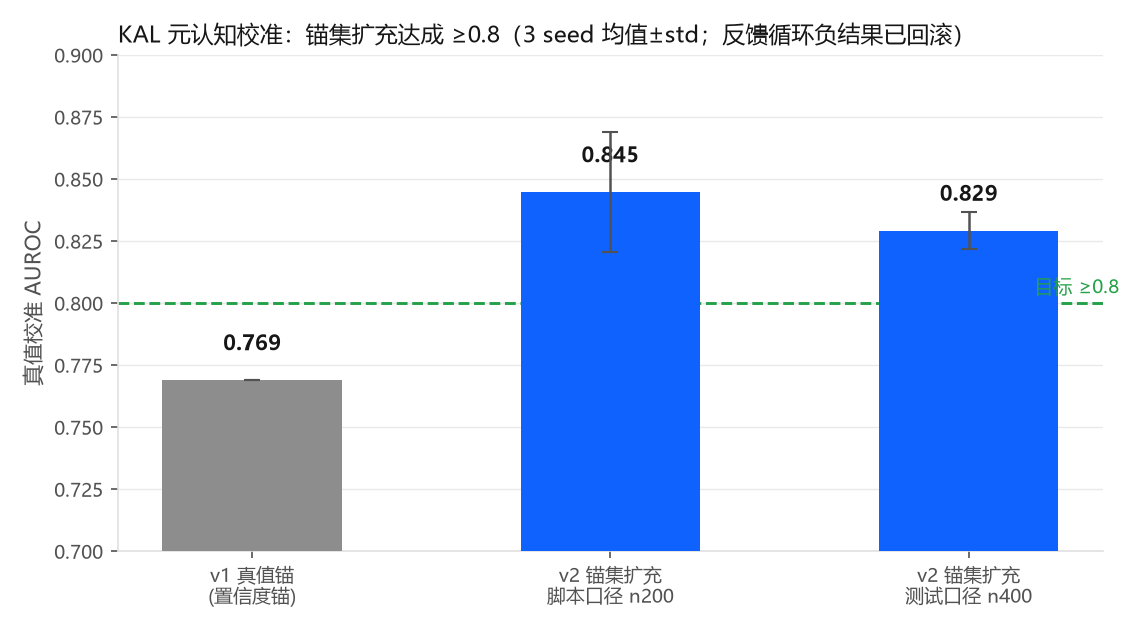 KAL 元认知校准：锚集扩充达成 ≥0.8（3 seed 均值±std；反馈循环负结果已回滚）
真值校准 AUROC
0.900
0.875
0.850
0.825
0.800
0.775
0.750
0.725
0.700
0.769
0.845
0.829
目标 ≥0.8
v1 真值锚
(置信度锚)
v2 锚集扩充
脚本口径 n200
v2 锚集扩充
测试口径 n400